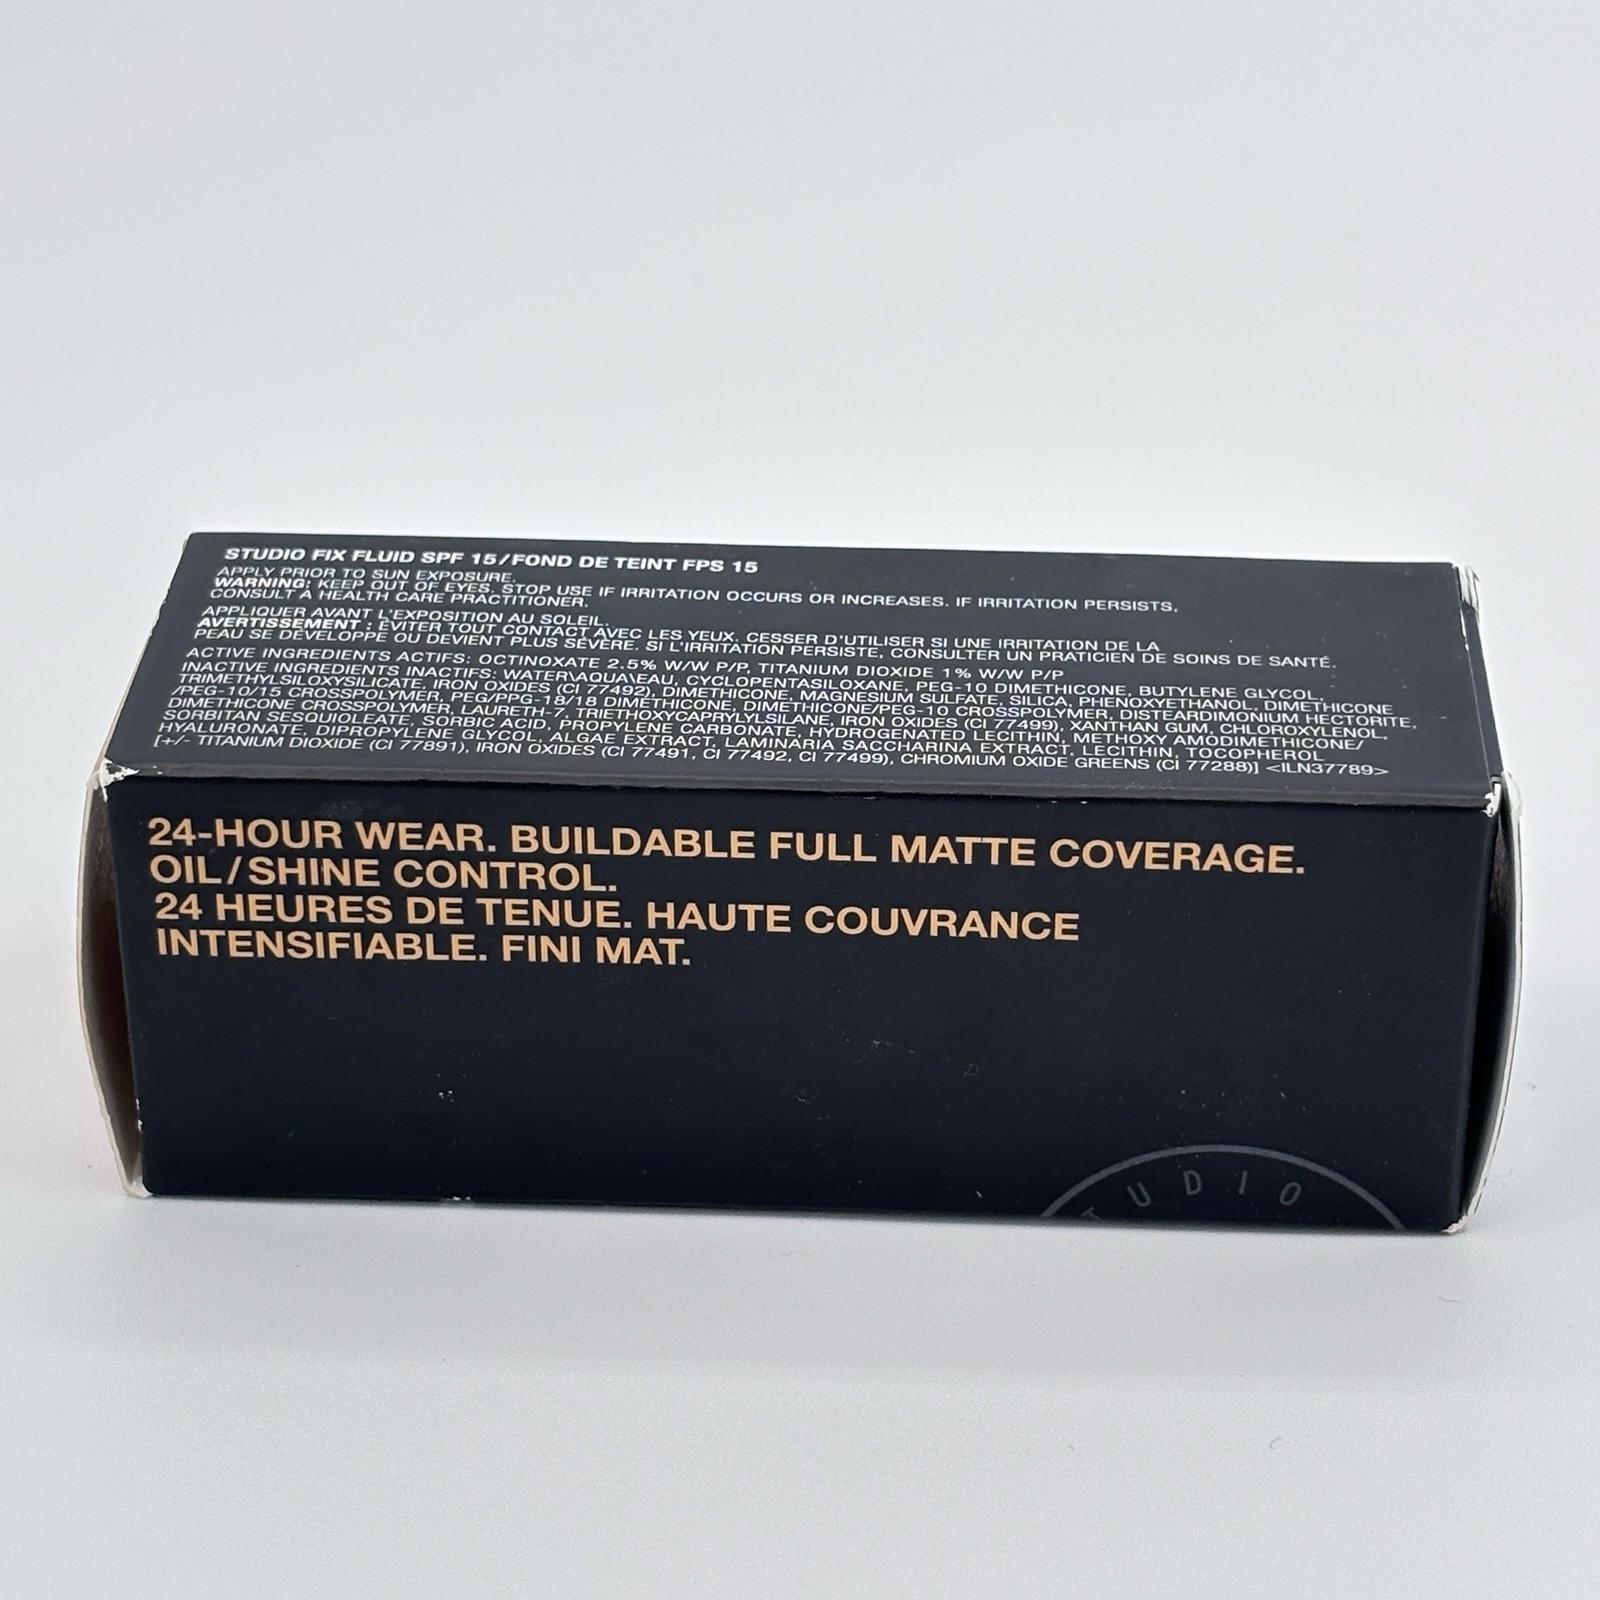 STUDIO FIX FLUID SPF 15/FOND DE TEINT FPS 15
APPLY PRIOR TO SUN EXPOSURE.
WARNING: KEEP OUT OF EYES. STOP USE IF IRRITATION OCCURS OR INCREASES. IF IRRITATION PERSISTS,
CONSULT A HEALTH CARE PRACTITIONER.
APPLIQUER AVANT L'EXPOSITION AU SOLEIL.
AVERTISSEMENT : ÉVITER TOUT CONTACT AVEC LES YEUX. CESSER D'UTILISER SI UNE IRRITATION DE LA
PEAU SE DÉVELOPPE OU DEVIENT PLUS SÉVÈRE. SI L'IRRITATION PERSISTE, CONSULTER UN PRATICIEN DE SOINS DE SANTÉ.
ACTIVE INGREDIENTS ACTIFS: OCTINOXATE 2.5% W/W P/P, TITANIUM DIOXIDE 1% W/W P/P
INACTIVE INGREDIENTS INACTIFS: WATER\AQUA\EAU, CYCLOPENTASILOXANE, PEG-10 DIMETHICONE, BUTYLENE GLYCOL,
TRIMETHYLSILOXYSILICATE, IRON OXIDES (CI 77492), DIMETHICONE, MAGNESIUM SULFATE, SILICA, PHENOXYETHANOL, DIMETHICONE
/PEG-10/15 CROSSPOLYMER, PEG/PPG-18/18 DIMETHICONE, DIMETHICONE/PEG-10 CROSSPOLYMER, DISTEARDIMONIUM HECTORITE,
DIMETHICONE CROSSPOLYMER, LAURETH-7, TRIETHOXYCAPRYLYLSILANE, IRON OXIDES (CI 77499), XANTHAN GUM, CHLOROXYLENOL,
SORBITAN SESQUIOLEATE, SORBIC ACID, PROPYLENE CARBONATE, HYDROGENATED LECITHIN, METHOXY AMODIMETHICONE/
HYALURONATE, DIPROPYLENE GLYCOL, ALGAE EXTRACT, LAMINARIA SACCHARINA EXTRACT, LECITHIN, TOCOPHEROL
[+/- TITANIUM DIOXIDE (CI 77891), IRON OXIDES (CI 77491, CI 77492, CI 77499), CHROMIUM OXIDE GREENS (CI 77288)] <ILN37789>
24-HOUR WEAR. BUILDABLE FULL MATTE COVERAGE.
OIL/SHINE CONTROL.
24 HEURES DE TENUE. HAUTE COUVRANCE
INTENSIFIABLE. FINI MAT.
TUDIO